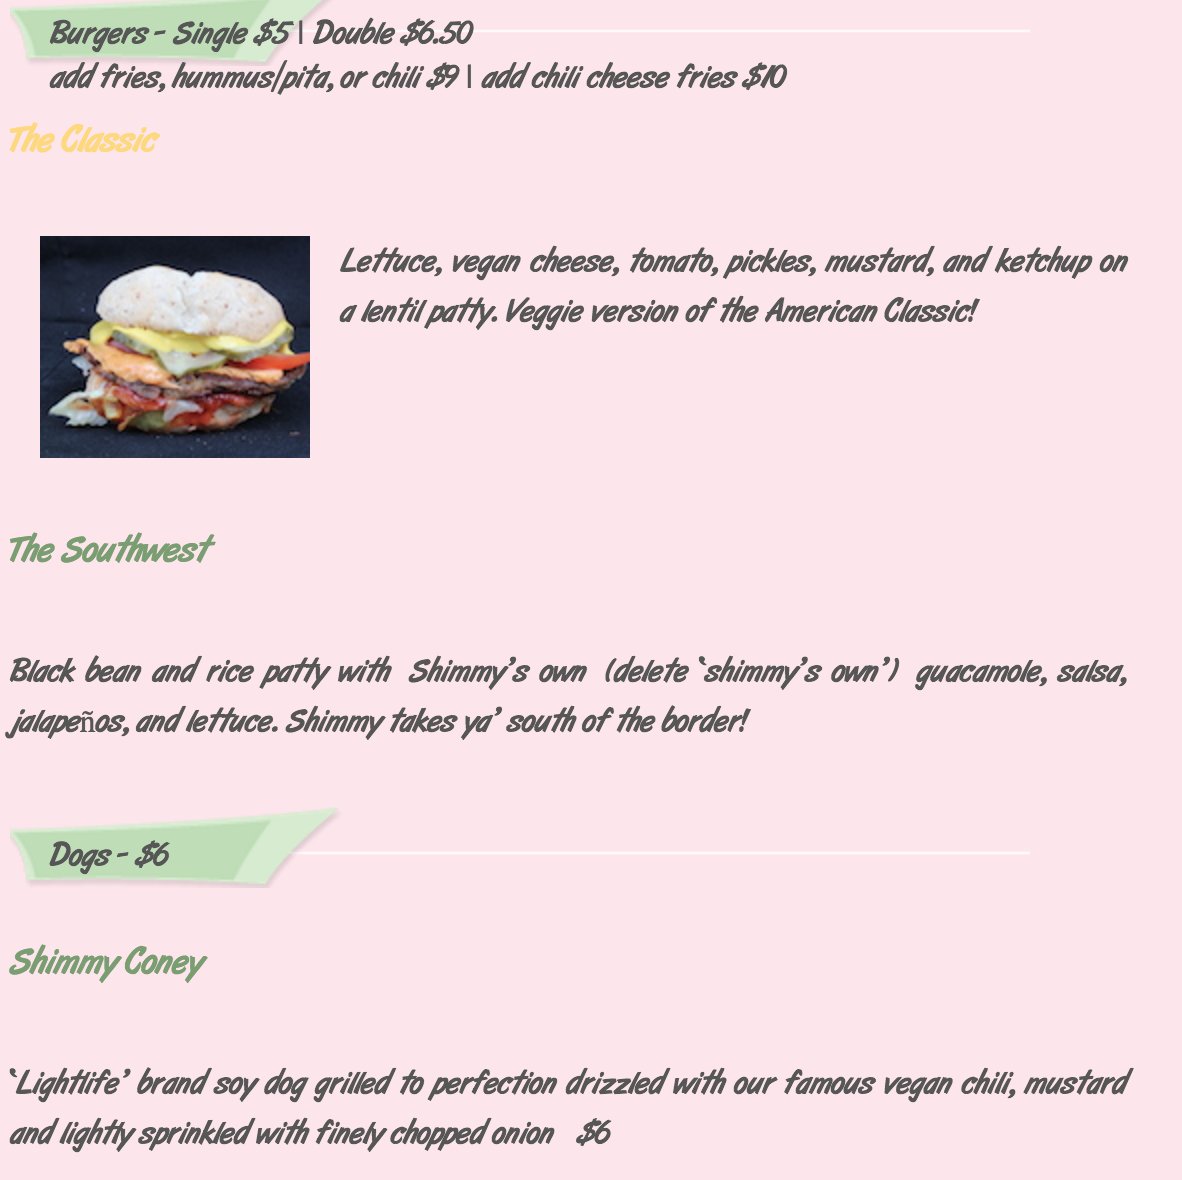 Burgers - Single $5 | Double $6.50
add fries, hummus/pita, or chili $9 | add chili cheese fries $10
The Classic
Lettuce, vegan cheese, tomato, pickles, mustard, and ketchup on
a lentil patty. Veggie version of the American Classic!
The Southwest
Black bean and rice patty with Shimmy's own (delete 'shimmy's own') guacamole, salsa,
jalapeños, and lettuce. Shimmy takes ya' south of the border!
Dogs - $6
Shimmy Coney
'Lightlife' brand soy dog grilled to perfection drizzled with our famous vegan chili, mustard
and lightly sprinkled with finely chopped onion $6